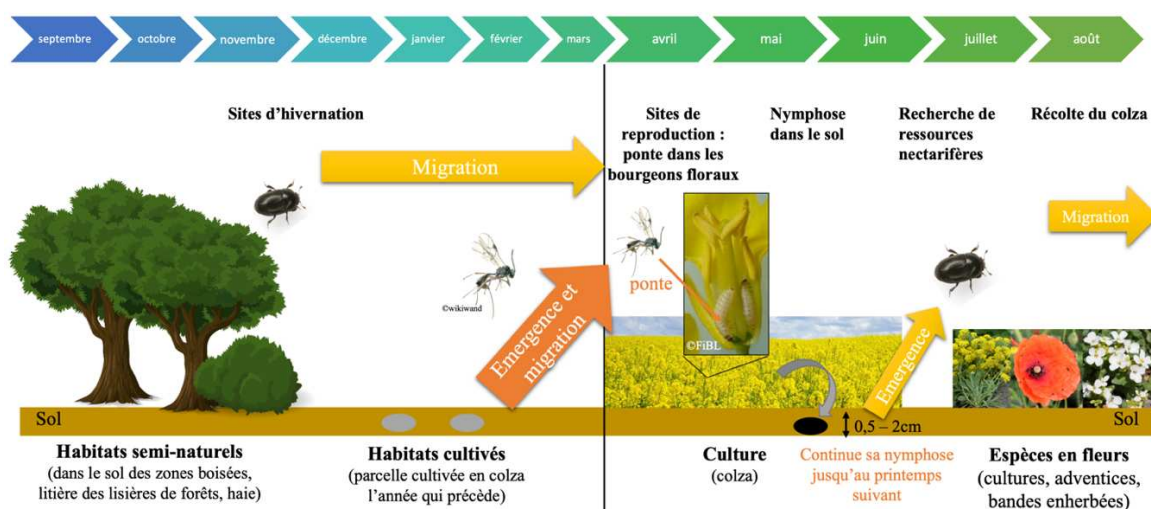 septembre
octobre
novembre
décembre
janvier
février
mars
avril
mai
juin
juillet
août
Sites d’hivernation
Sites de
reproduction :
ponte dans les
bourgeons floraux
Nymphose
dans le sol
Recherche de
ressources
nectarifères
Récolte du colza
Migration
Migration
©wikiwand
Emergence et
migration
ponte
©FiBL
Emergence
Sol
0,5 – 2cm
Sol
Habitats semi-naturels
(dans le sol des zones boisées,
litière des lisières de forêts, haie)
Habitats cultivés
(parcelle cultivée en colza
l’année qui précède)
Culture
(colza)
Continue sa nymphose
jusqu’au printemps
suivant
Espèces en fleurs
(cultures, adventices,
bandes enherbées)